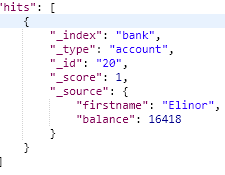 "hits": [
{
"_index": "bank",
"_type": "account",
"_id": "20",
"_score": 1,
"_source": {
"firstname": "Elinor",
"balance": 16418
}
}
]